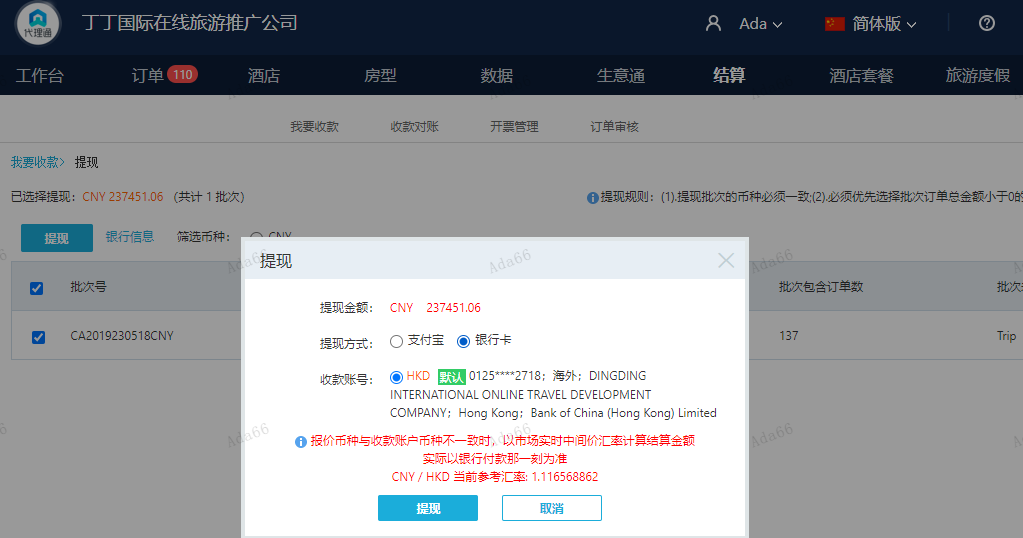 代理通
丁丁国际在线旅游推广公司
Ada
简体版
工作台
订单 110
酒店
房型
数据
生意通
结算
酒店套餐
旅游度假
我要收款
收款对账
开票管理
订单审核
我要收款> 提现
已选择提现： CNY 237451.06 (共计 1 批次)
提现规则：(1).提现批次的币种必须一致;(2).必须优先选择批次订单总金额小于0的
提现
银行信息
筛选币种：
CNY
批次号
批次包含订单数
CA2019230518CNY
137
Trip
提现
提现金额： CNY 237451.06
提现方式： 支付宝 银行卡
收款账号： HKD 默认 0125****2718；海外；DINGDING
INTERNATIONAL ONLINE TRAVEL DEVELOPMENT
COMPANY；Hong Kong；Bank of China (Hong Kong) Limited
报价币种与收款账户币种不一致时，以市场实时中间价汇率计算结算金额
实际以银行付款那一刻为准
CNY / HKD 当前参考汇率: 1.116568862
提现
取消
Ada66
Ada66
Ada66
Ada66
Ada66